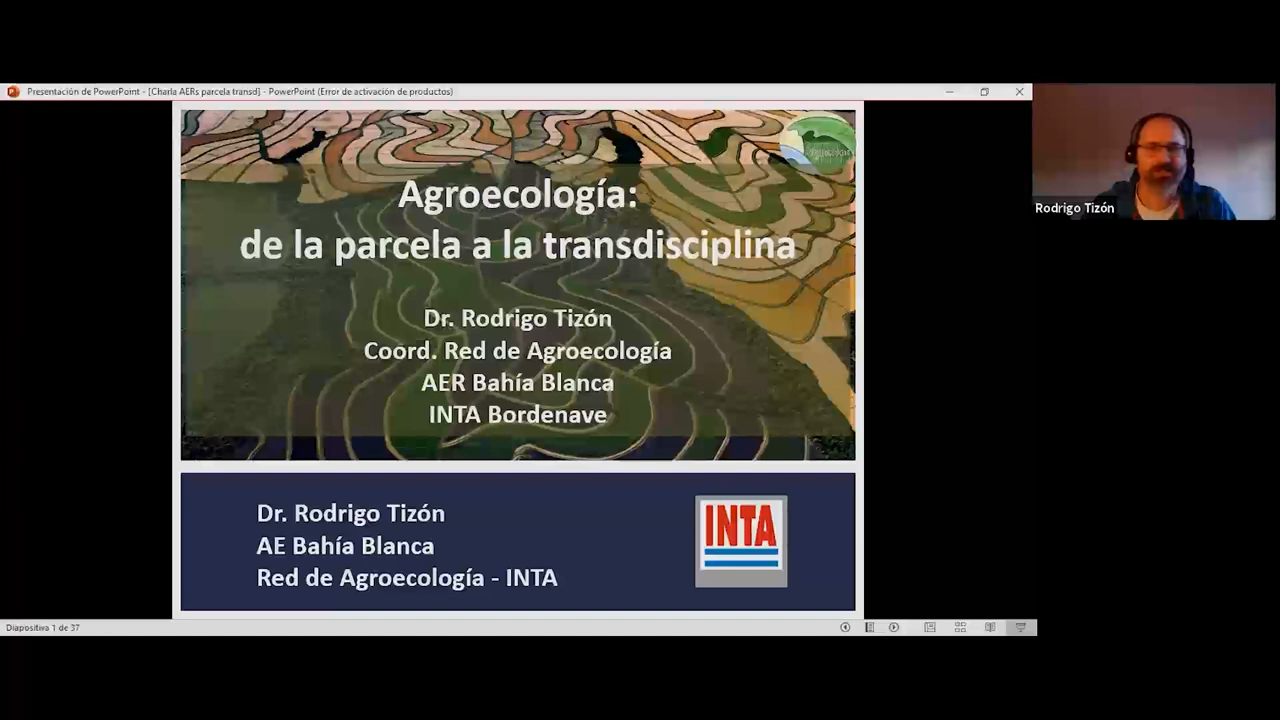 Presentación de PowerPoint - [Charla AERs parcela transd] - PowerPoint (Error de activación de productos)
Agroecología:
de la parcela a la transdisciplina
Dr. Rodrigo Tizón
Coord. Red de Agroecología
AER Bahía Blanca
INTA Bordenave
Dr. Rodrigo Tizón
AE Bahía Blanca
Red de Agroecología - INTA
INTA
Rodrigo Tizón
Diapositiva 1 de 37